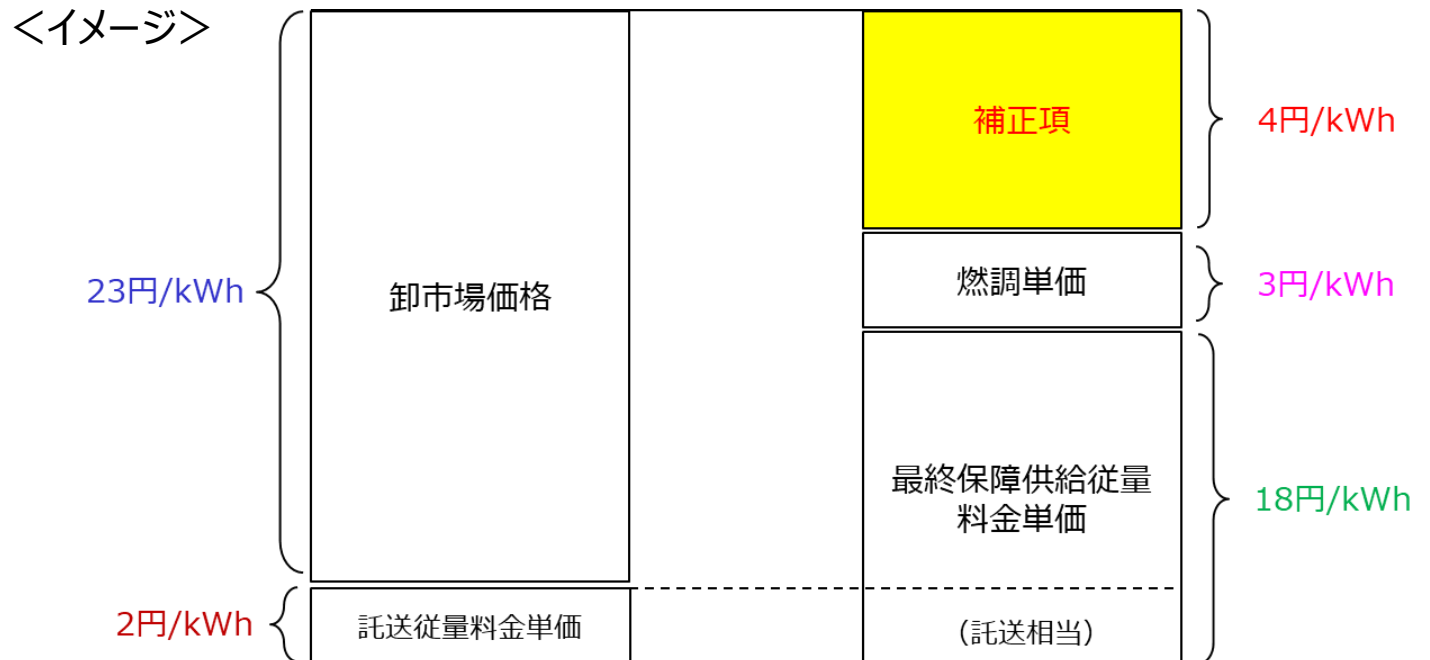 ＜イメージ＞
補正項
4円/kWh
23円/kWh
卸市場価格
燃調単価
3円/kWh
最終保障供給従量
料金単価
18円/kWh
2円/kWh
託送従量料金単価
（託送相当）